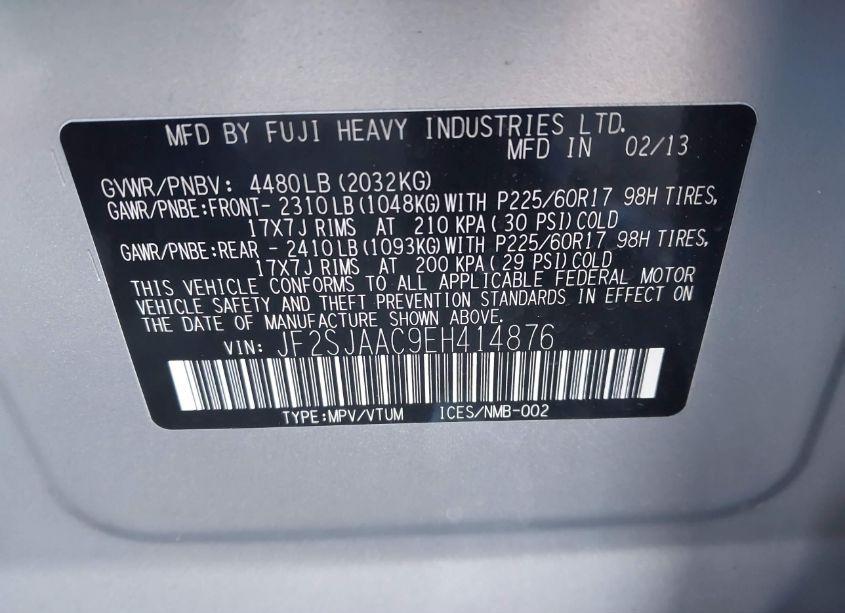 MFD BY FUJI HEAVY INDUSTRIES LTD.
MFD IN 02/13
GVWR/PNBV: 4480LB(2032KG)
GAWR/PNBE:FRONT- 2310LB(1048KG)WITH P225/60R17 98H TIRES,
17X7J RIMS AT 210 KPA(30 PSI)COLD
GAWR/PNBE:REAR - 2410LB(1093KG)WITH P225/60R17 98H TIRES,
17X7J RIMS AT 200 KPA(29 PSI)COLD
THIS VEHICLE CONFORMS TO ALL APPLICABLE FEDERAL MOTOR
VEHICLE SAFETY AND THEFT PREVENTION STANDARDS IN EFFECT ON
THE DATE OF MANUFACTURE SHOWN ABOVE.
VIN: JF2SJAAC9EH414876
TYPE:MPV/VTUM ICES/NMB-002